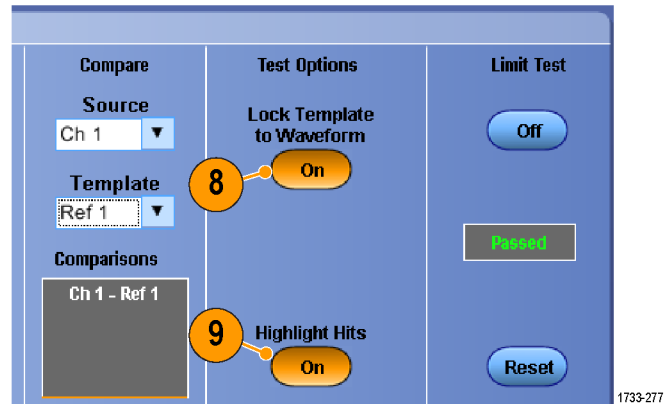 Compare
Source
Ch 1
Template
Ref 1
Comparisons
Ch 1 - Ref 1
Test Options
Lock Template
to Waveform
8
On
9
Highlight Hits
On
Limit Test
Off
Passed
Reset
1733-277